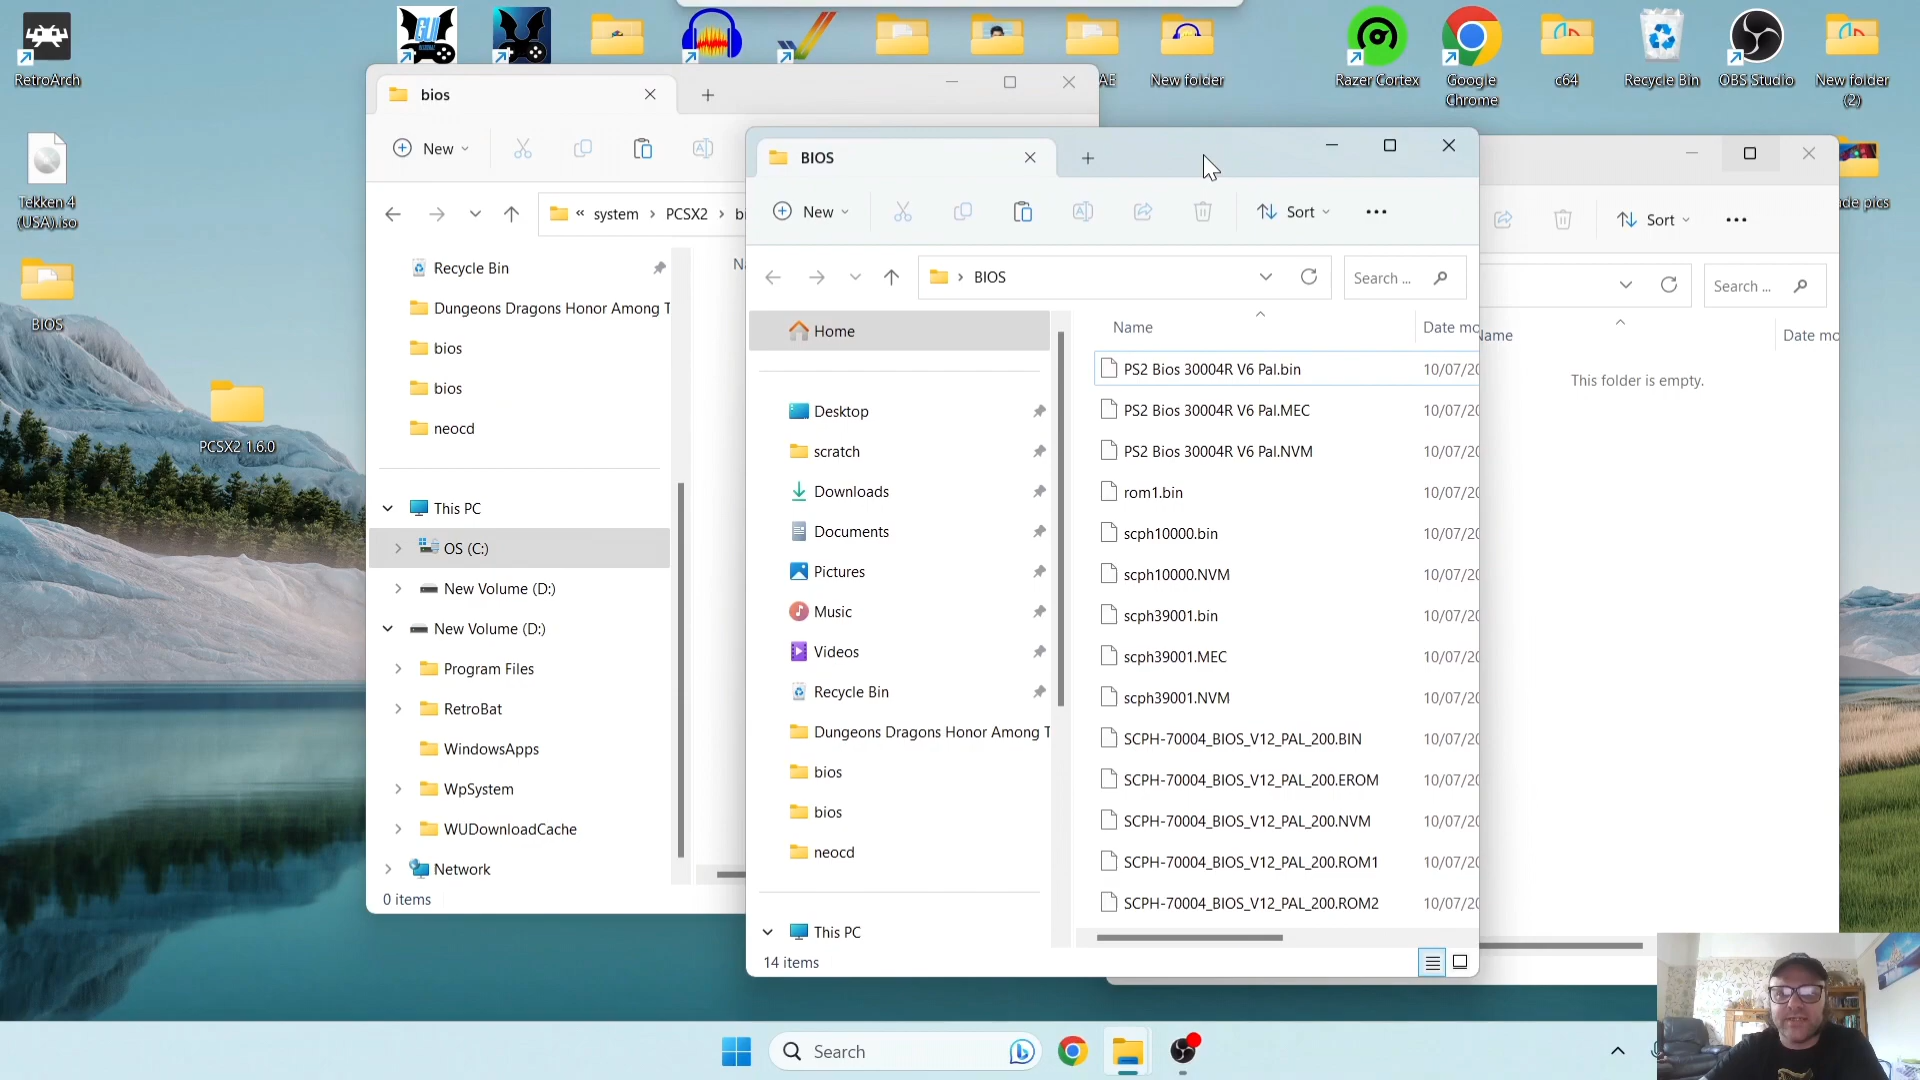 RetroArch
AE
New folder
Razer Cortex
Google
Chrome
c64
Recycle Bin
OBS Studio
New folder
(2)
Tekken 4
(USA).iso
BIOS
PCSX2 1.6.0
de pics
bios
New
« system › PCSX2 › bi
Recycle Bin
Dungeons Dragons Honor Among T
bios
bios
neocd
This PC
OS (C:)
New Volume (D:)
New Volume (D:)
Program Files
RetroBat
WindowsApps
WpSystem
WUDownloadCache
Network
0 items
BIOS
New
Sort
› BIOS
Search ...
Home
Desktop
scratch
Downloads
Documents
Pictures
Music
Videos
Recycle Bin
Dungeons Dragons Honor Among T
bios
bios
neocd
This PC
14 items
Name
Date mo
PS2 Bios 30004R V6 Pal.bin
10/07/20
PS2 Bios 30004R V6 Pal.MEC
10/07/20
PS2 Bios 30004R V6 Pal.NVM
10/07/20
rom1.bin
10/07/20
scph10000.bin
10/07/20
scph10000.NVM
10/07/20
scph39001.bin
10/07/20
scph39001.MEC
10/07/20
scph39001.NVM
10/07/20
SCPH-70004_BIOS_V12_PAL_200.BIN
10/07/20
SCPH-70004_BIOS_V12_PAL_200.EROM
10/07/20
SCPH-70004_BIOS_V12_PAL_200.NVM
10/07/20
SCPH-70004_BIOS_V12_PAL_200.ROM1
10/07/20
SCPH-70004_BIOS_V12_PAL_200.ROM2
10/07/20
Sort
Search ...
Name
Date mo
This folder is empty.
Search